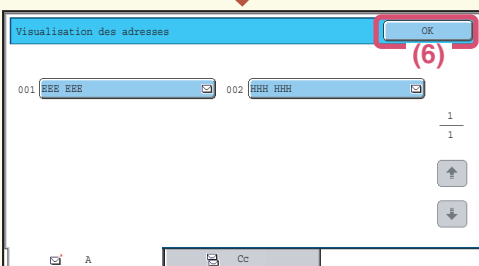 Visualisation des adresses
OK
(6)
001 EEE EEE
002 HHH HHH
1
1
A
Cc